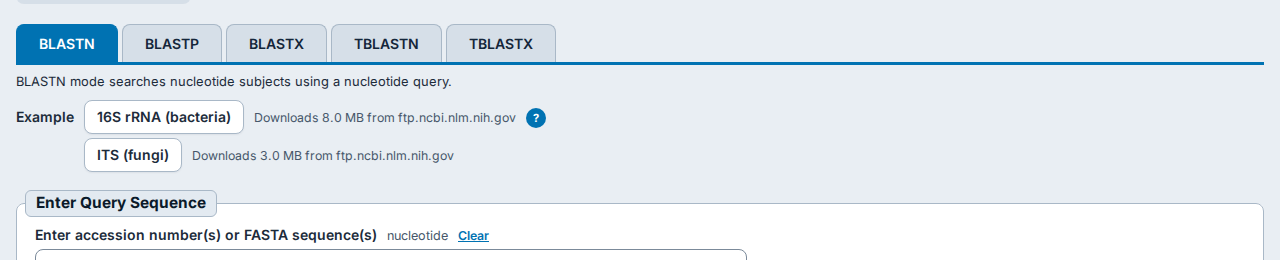 BLASTN BLASTP BLASTX TBLASTN TBLASTX
BLASTN mode searches nucleotide subjects using a nucleotide query.
Example 16S rRNA (bacteria) Downloads 8.0 MB from ftp.ncbi.nlm.nih.gov ?
ITS (fungi) Downloads 3.0 MB from ftp.ncbi.nlm.nih.gov
Enter Query Sequence
Enter accession number(s) or FASTA sequence(s) nucleotide Clear